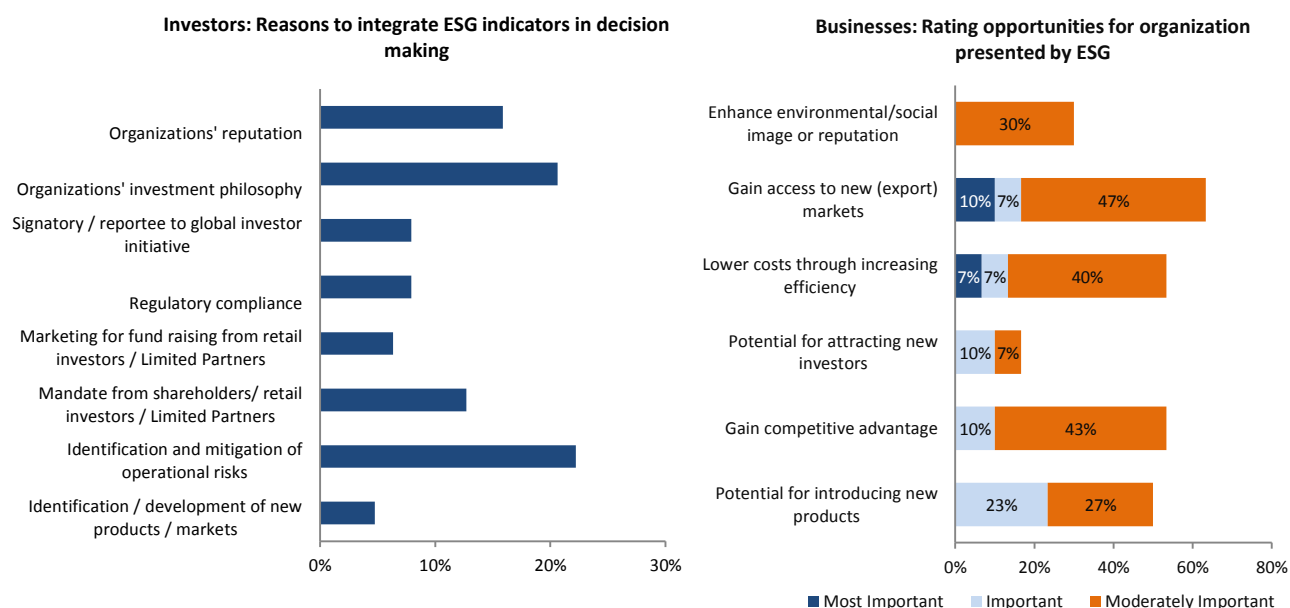 Investors: Reasons to integrate ESG indicators in decision
making
Organizations' reputation
Organizations' investment philosophy
Signatory / reportee to global investor
initiative
Regulatory compliance
Marketing for fund raising from retail
investors / Limited Partners
Mandate from shareholders/ retail
investors / Limited Partners
Identification and mitigation of
operational risks
Identification / development of new
products / markets
0%
10%
20%
30%
Businesses: Rating opportunities for organization
presented by ESG
Enhance environmental/social
image or reputation
30%
Gain access to new (export)
markets
10%
7%
47%
Lower costs through increasing
efficiency
7%
7%
40%
Potential for attracting new
investors
10%
7%
Gain competitive advantage
10%
43%
Potential for introducing new
products
23%
27%
0%
20%
40%
60%
80%
Most Important
Important
Moderately Important